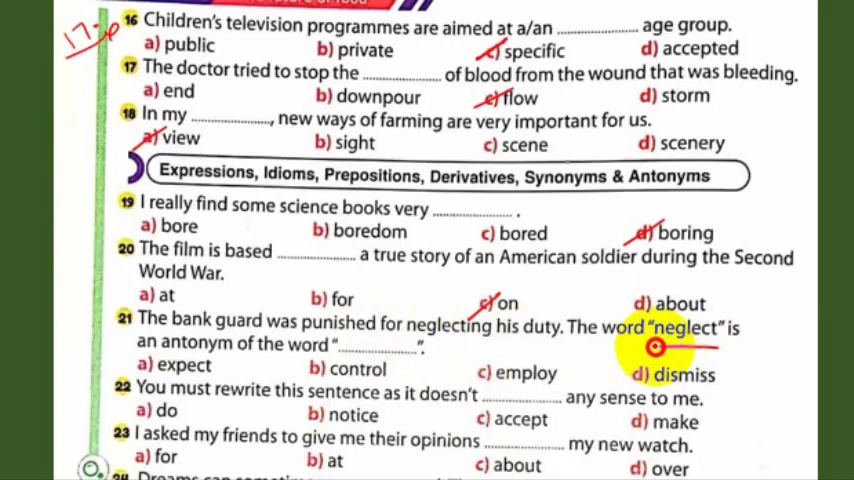 17
16 Children's television programmes are aimed at a/an .................. age group.
a) public b) private c) specific d) accepted
17 The doctor tried to stop the .................. of blood from the wound that was bleeding.
a) end b) downpour c) flow d) storm
18 In my .................., new ways of farming are very important for us.
a) view b) sight c) scene d) scenery
Expressions, Idioms, Prepositions, Derivatives, Synonyms & Antonyms
19 I really find some science books very .................. .
a) bore b) boredom c) bored d) boring
20 The film is based .................. a true story of an American soldier during the Second
World War.
a) at b) for c) on d) about
21 The bank guard was punished for neglecting his duty. The word "neglect" is
an antonym of the word "..................".
a) expect b) control c) employ d) dismiss
22 You must rewrite this sentence as it doesn't .................. any sense to me.
a) do b) notice c) accept d) make
23 I asked my friends to give me their opinions .................. my new watch.
a) for b) at c) about d) over